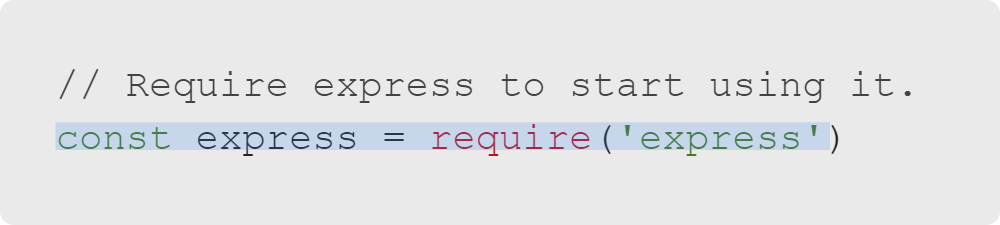 // Require express to start using it.
const express = require('express')